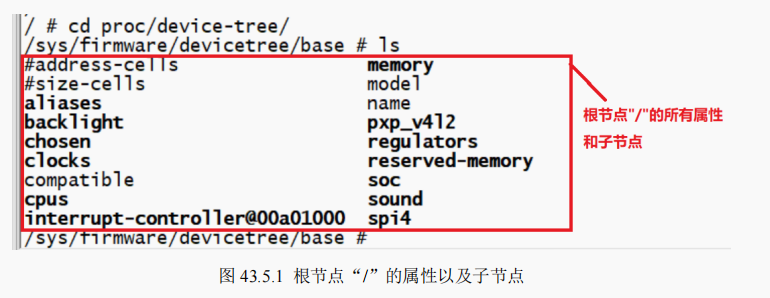 / # cd proc/device-tree/
/sys/firmware/devicetree/base # ls
#address-cells memory
#size-cells model
aliases name
backlight pxp_v4l2
chosen regulators
clocks reserved-memory
compatible soc
cpus sound
interrupt-controller@00a01000 spi4
/sys/firmware/devicetree/base #
根节点"/"的所有属性
和子节点
图 43.5.1 根节点“/”的属性以及子节点